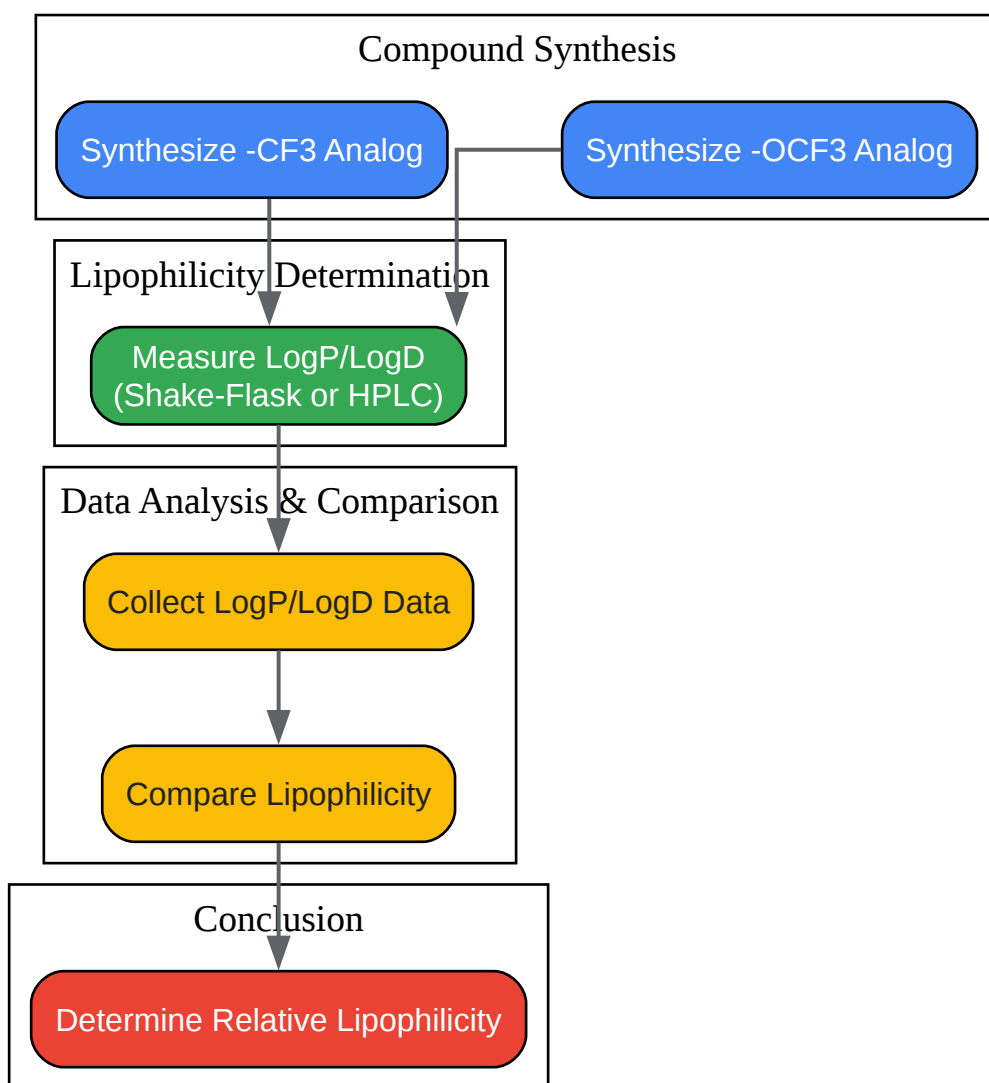 Compound Synthesis
Synthesize -CF3 Analog
Synthesize -OCF3 Analog
Lipophilicity Determination
Measure LogP/LogD
(Shake-Flask or HPLC)
Data Analysis & Comparison
Collect LogP/LogD Data
Compare Lipophilicity
Conclusion
Determine Relative Lipophilicity